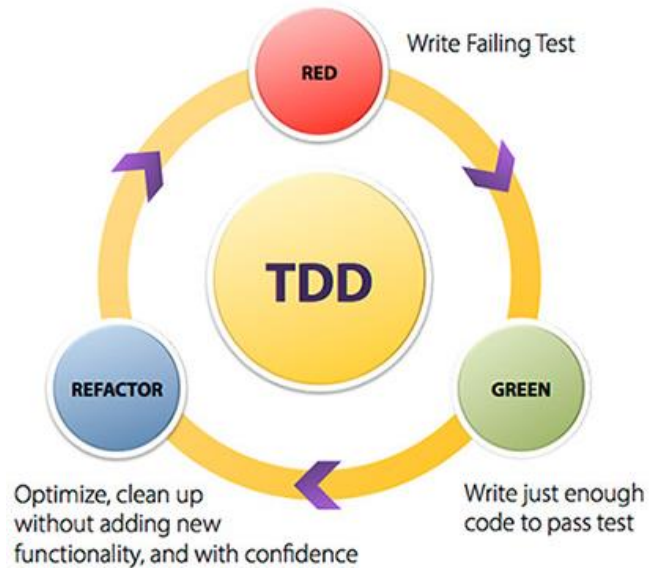 RED
Write Failing Test
TDD
REFACTOR
GREEN
Optimize, clean up
without adding new
functionality, and with confidence
Write just enough
code to pass test